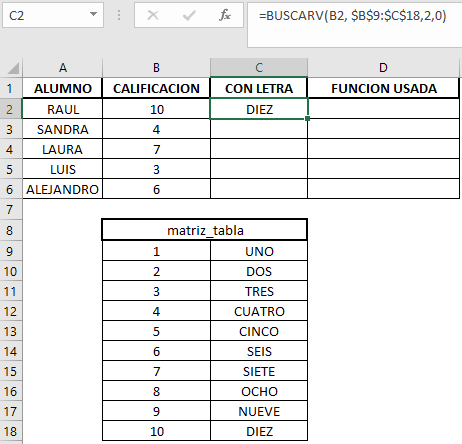 C2 =BUSCARV(B2, $B$9:$C$18,2,0)
A B C D
1 ALUMNO CALIFICACION CON LETRA FUNCION USADA
2 RAUL 10 DIEZ
3 SANDRA 4
4 LAURA 7
5 LUIS 3
6 ALEJANDRO 6
7
8 matriz_tabla
9 1 UNO
10 2 DOS
11 3 TRES
12 4 CUATRO
13 5 CINCO
14 6 SEIS
15 7 SIETE
16 8 OCHO
17 9 NUEVE
18 10 DIEZ